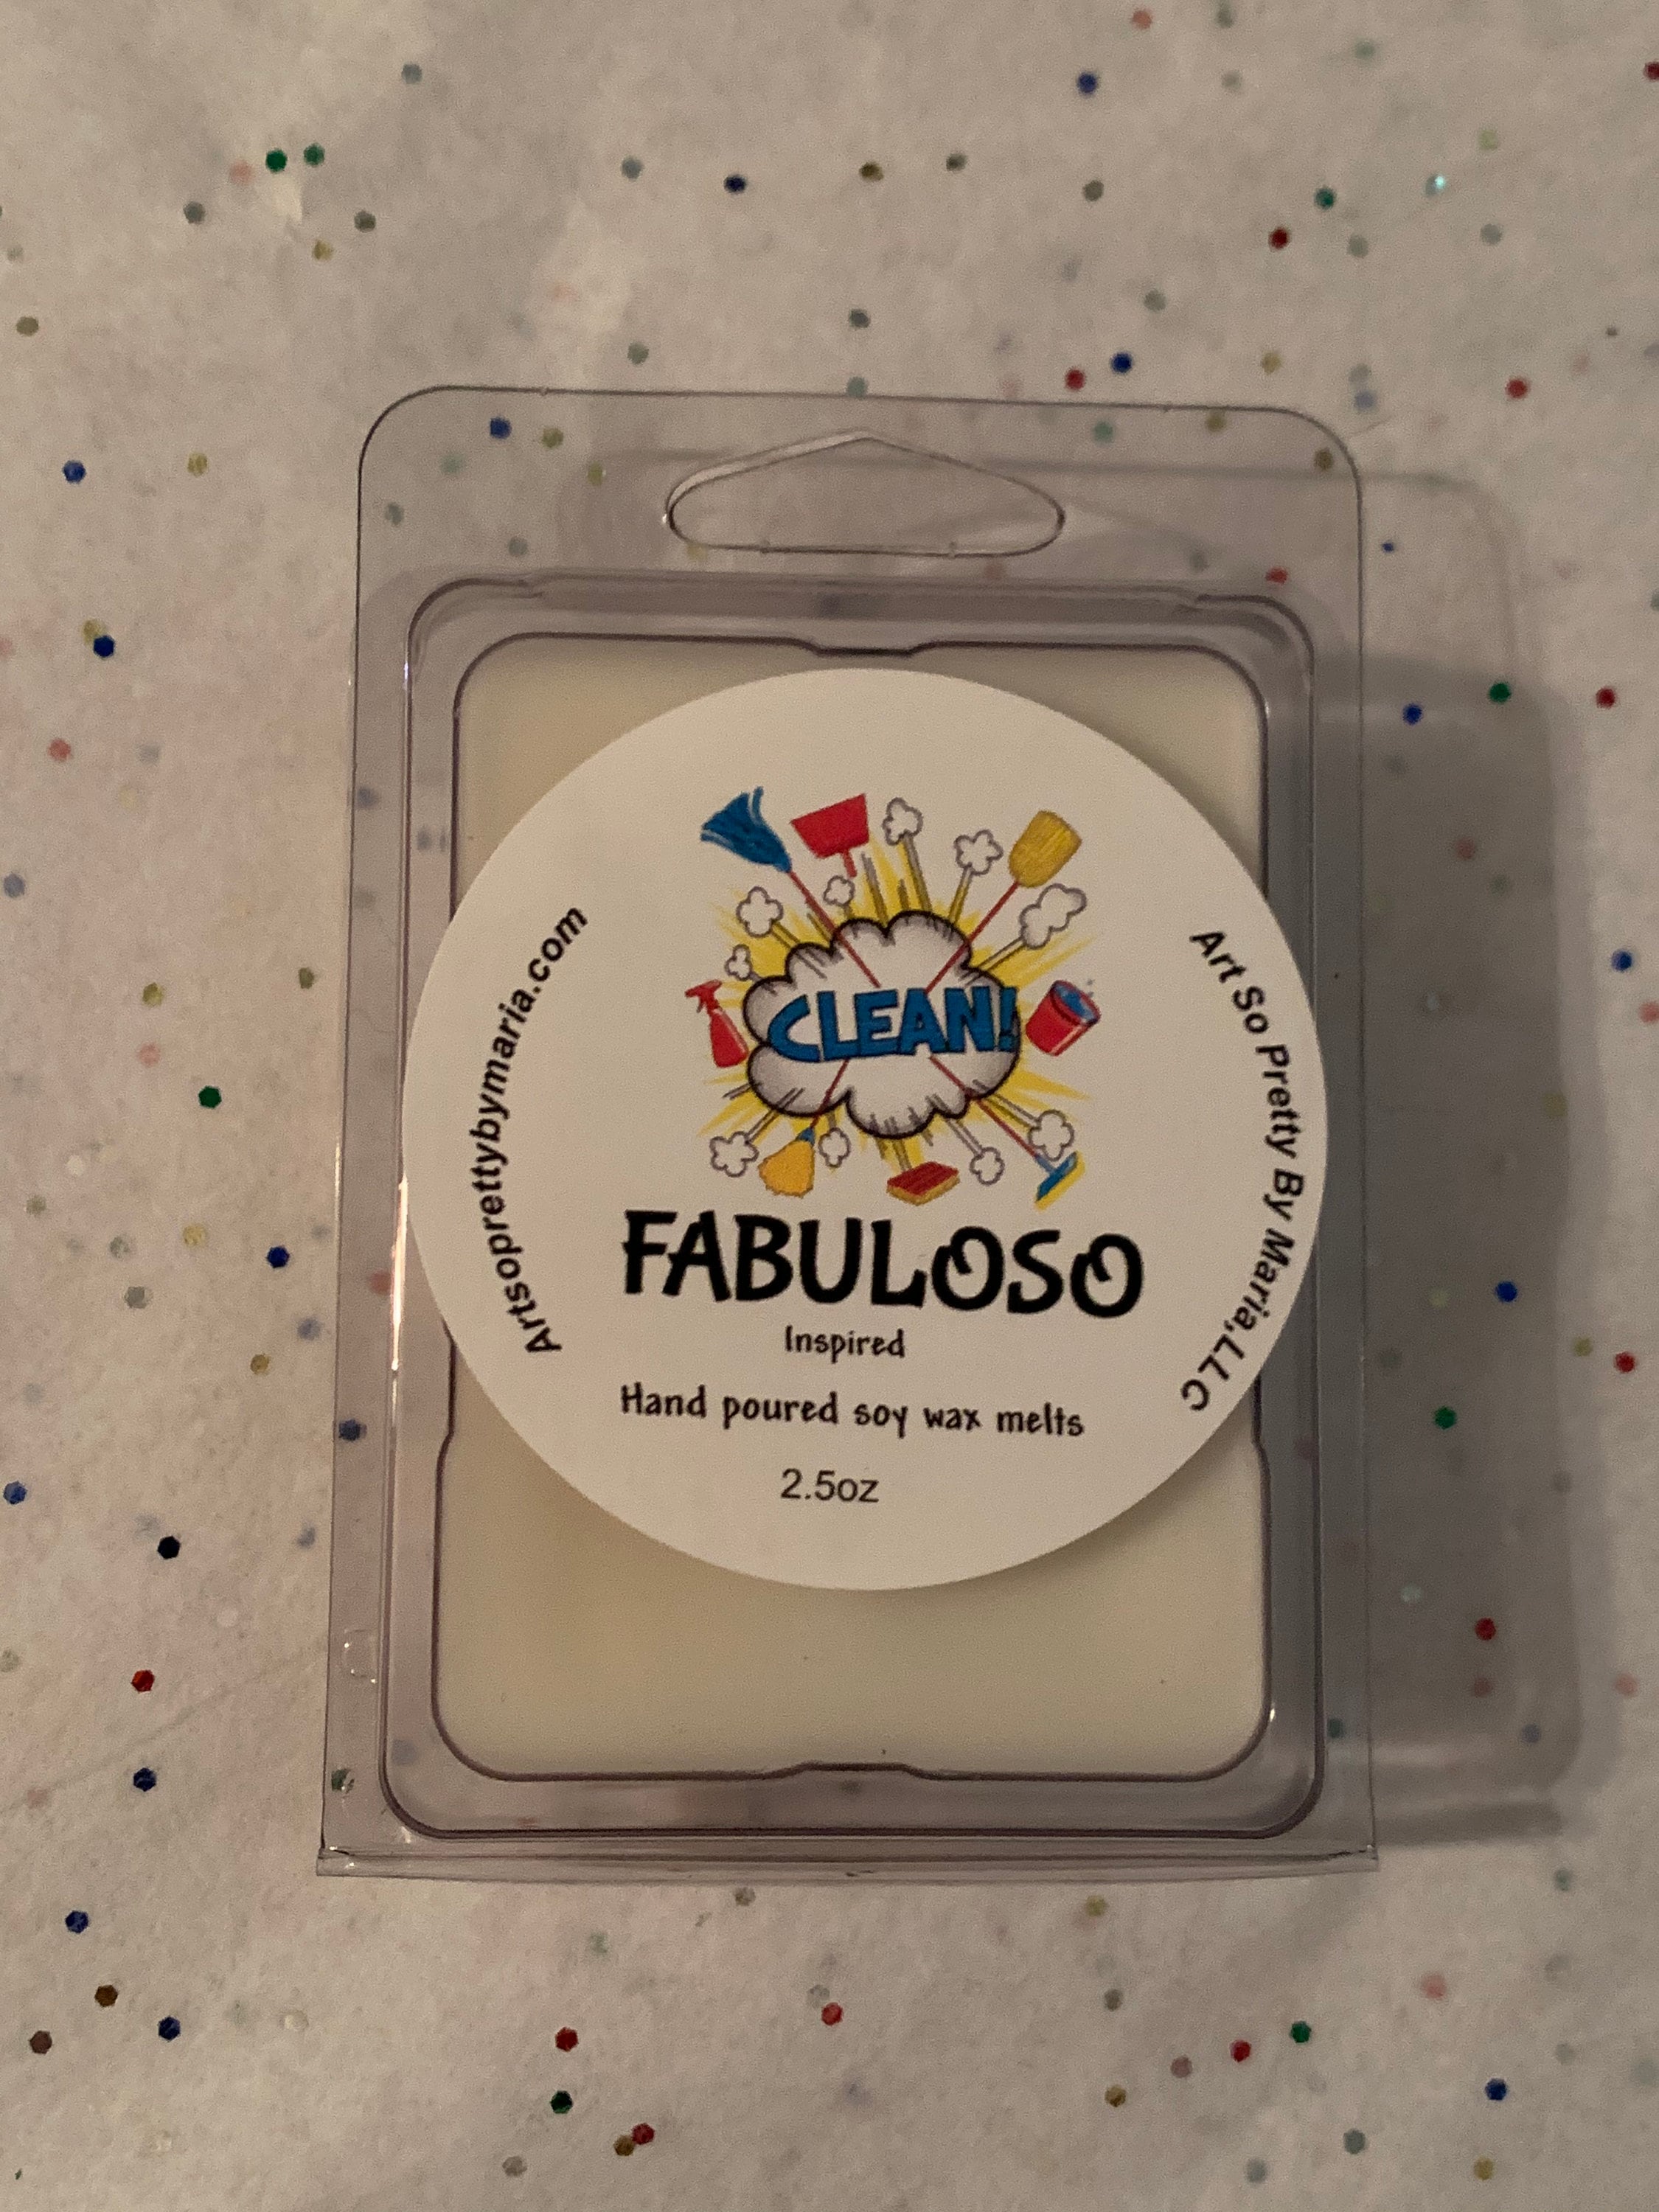 CLEAN!
FABULOSO
Inspired
Hand poured soy wax melts
2.5oz
Artsoprettybymaria.com
Art So Pretty By Maria,LLC